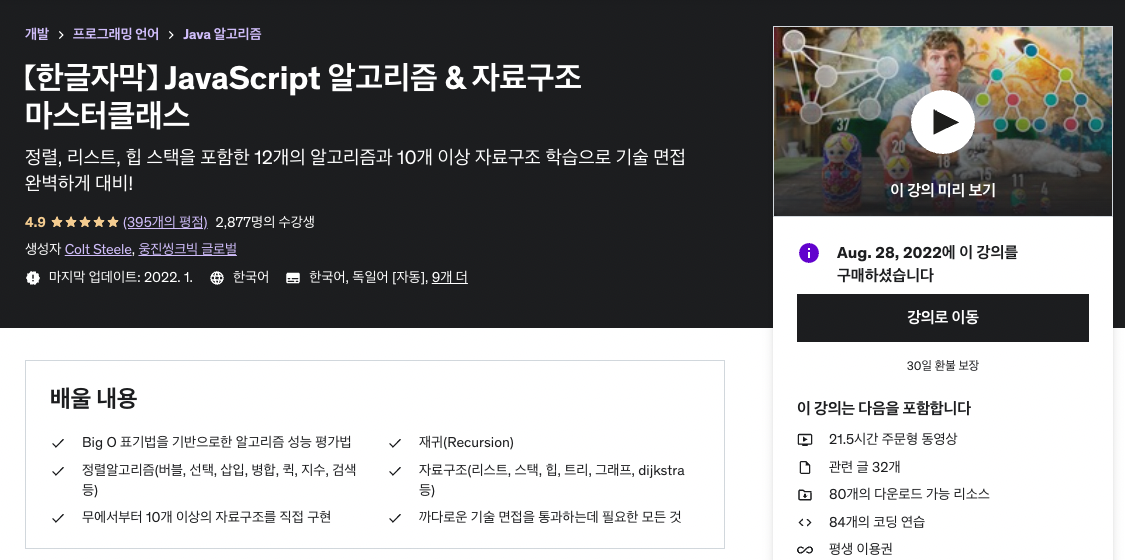 개발 > 프로그래밍 언어 > Java 알고리즘
【한글자막】 JavaScript 알고리즘 & 자료구조
마스터클래스
정렬, 리스트, 힙 스택을 포함한 12개의 알고리즘과 10개 이상 자료구조 학습으로 기술 면접
완벽하게 대비!
4.9 (395개의 평점) 2,877명의 수강생
생성자 Colt Steele, 웅진씽크빅 글로벌
마지막 업데이트: 2022. 1. 한국어 한국어, 독일어 [자동], 9개 더
37
20
18
15
11
4
이 강의 미리 보기
Aug. 28, 2022에 이 강의를
구매하셨습니다
강의로 이동
30일 환불 보장
이 강의는 다음을 포함합니다
21.5시간 주문형 동영상
관련 글 32개
80개의 다운로드 가능 리소스
84개의 코딩 연습
평생 이용권
배울 내용
Big O 표기법을 기반으로한 알고리즘 성능 평가법
정렬알고리즘(버블, 선택, 삽입, 병합, 퀵, 지수, 검색
등)
무에서부터 10개 이상의 자료구조를 직접 구현
재귀(Recursion)
자료구조(리스트, 스택, 힙, 트리, 그래프, dijkstra
등)
까다로운 기술 면접을 통과하는데 필요한 모든 것